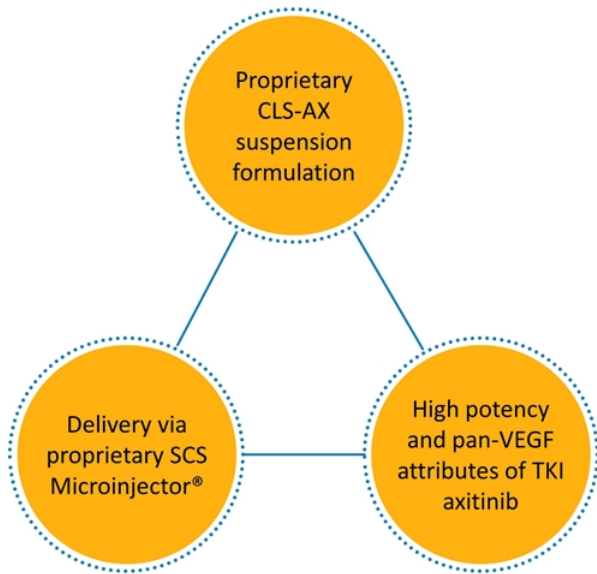 Proprietary
CLS-AX
suspension
formulation
Delivery via
proprietary SCS
Microinjector®
High potency
and pan-VEGF
attributes of TKI
axitinib